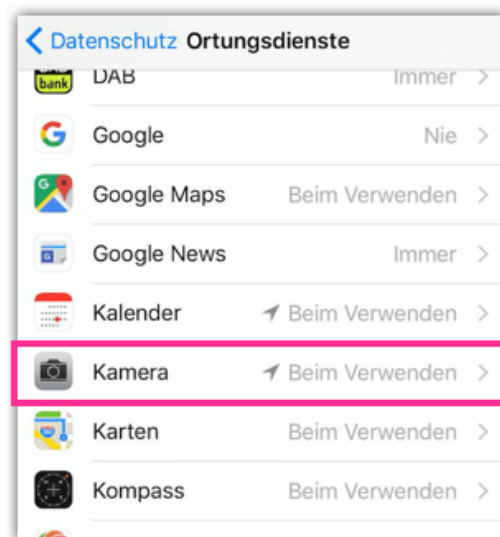 Datenschutz Ortungsdienste
bank DAB Immer
Google Nie
Google Maps Beim Verwenden
Google News Immer
Kalender Beim Verwenden
Kamera Beim Verwenden
Karten Beim Verwenden
Kompass Beim Verwenden